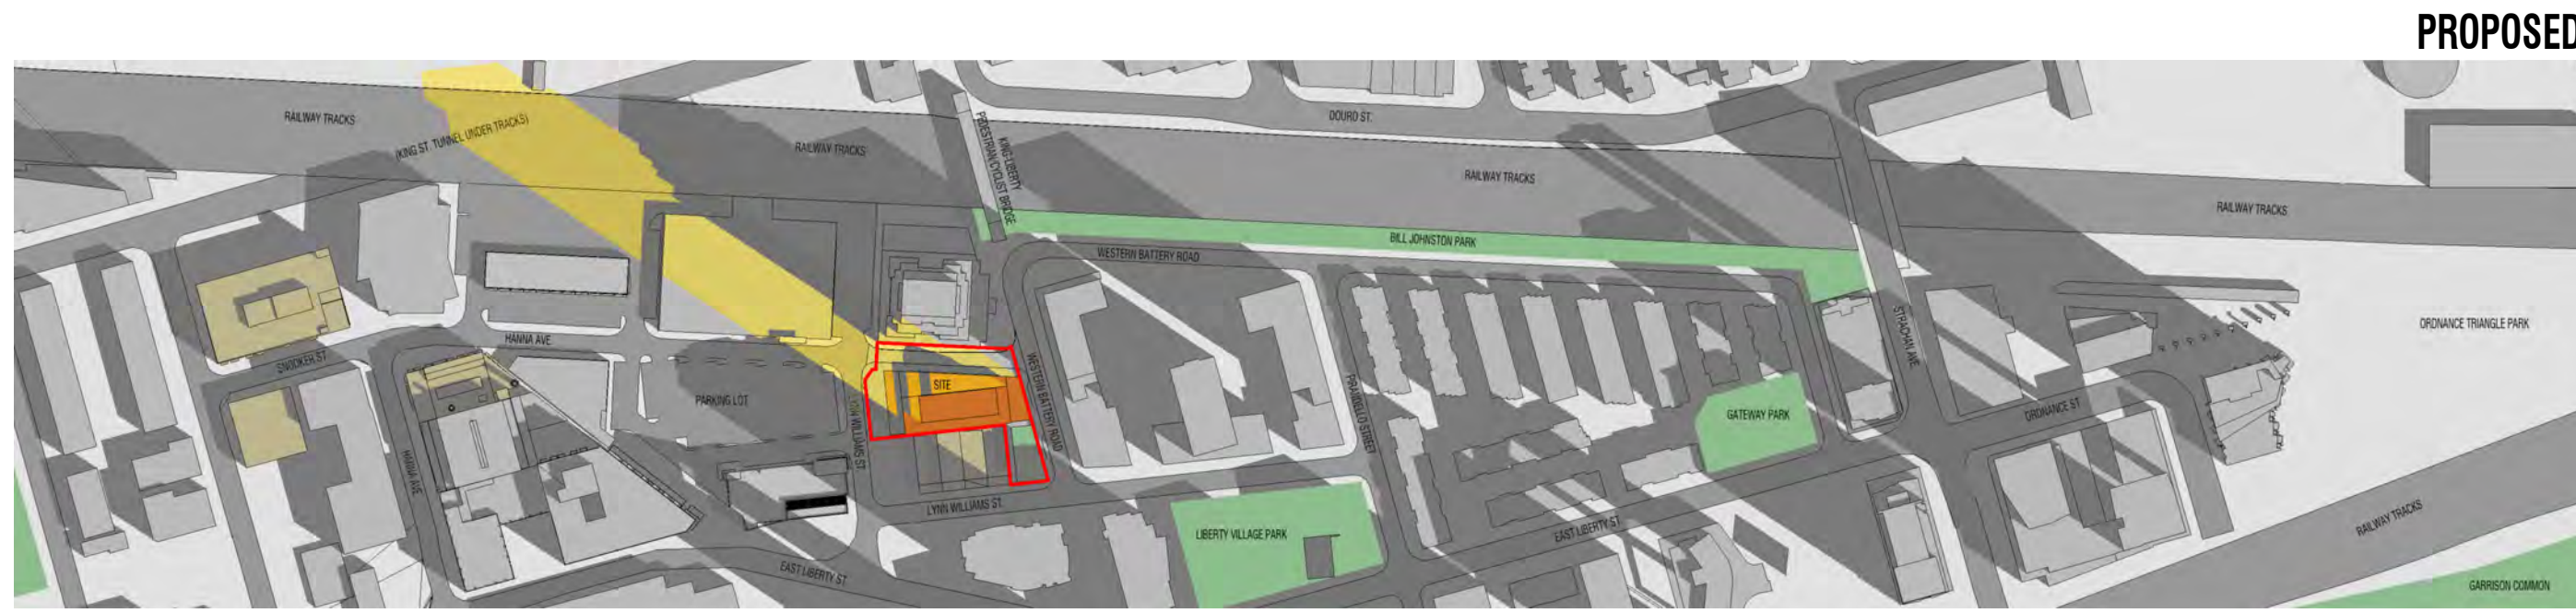 PROPOSED
RAILWAY TRACKS
(KING ST. TUNNEL UNDER TRACKS)
RAILWAY TRACKS
KING-LIBERTY
PEDESTRIAN/CYCLIST BRIDGE
DOURO ST.
RAILWAY TRACKS
RAILWAY TRACKS
BILL JOHNSTON PARK
WESTERN BATTERY ROAD
HANNA AVE
SNOOKER ST
SITE
PARKING LOT
LYNN WILLIAMS ST.
WESTERN BATTERY ROAD
PIRANDELLO STREET
STRACHAN AVE
ORDNANCE TRIANGLE PARK
GATEWAY PARK
ORDNANCE ST
HANNA AVE
LYNN WILLIAMS ST.
LIBERTY VILLAGE PARK
EAST LIBERTY ST
EAST LIBERTY ST
RAILWAY TRACKS
GARRISON COMMON